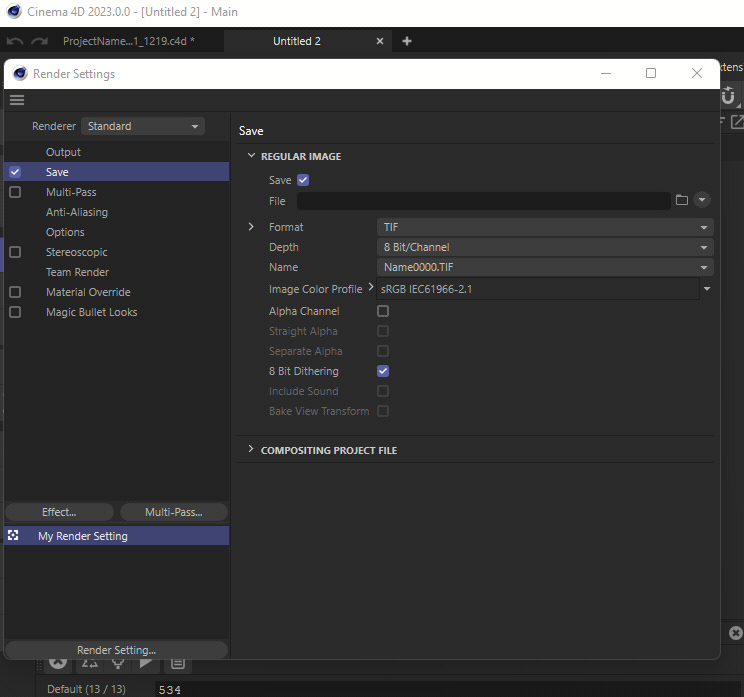 Cinema 4D 2023.0.0 - [Untitled 2] - Main
ProjectName...1_1219.c4d *
Untitled 2
Render Settings
Renderer Standard
Output
Save
Multi-Pass
Anti-Aliasing
Options
Stereoscopic
Team Render
Material Override
Magic Bullet Looks
Effect...
Multi-Pass...
My Render Setting
Render Setting...
Save
REGULAR IMAGE
Save
File
Format TIF
Depth 8 Bit/Channel
Name Name0000.TIF
Image Color Profile sRGB IEC61966-2.1
Alpha Channel
Straight Alpha
Separate Alpha
8 Bit Dithering
Include Sound
Bake View Transform
COMPOSITING PROJECT FILE
Default (13 / 13) 534